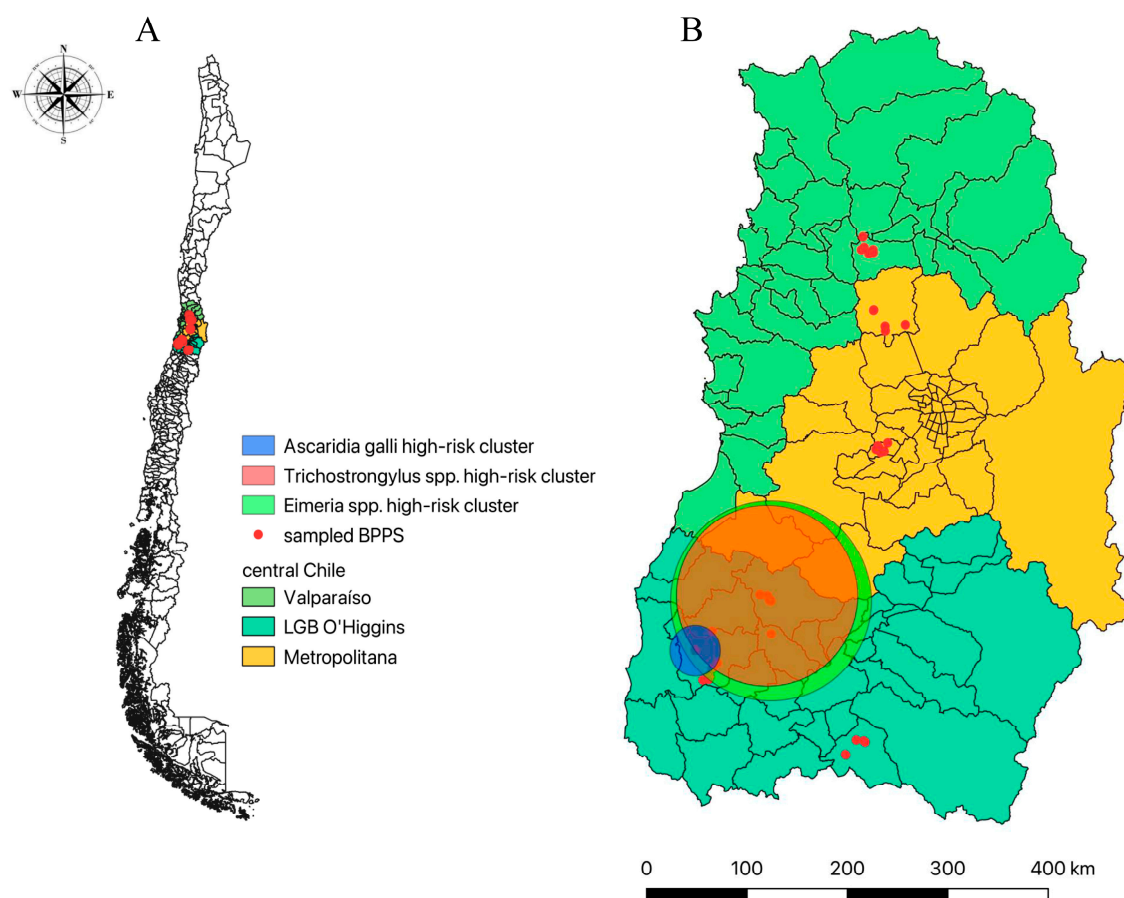 A
B
N
W
E
S
Ascaridia galli high-risk cluster
Trichostrongylus spp. high-risk cluster
Eimeria spp. high-risk cluster
sampled BPPS
central Chile
Valparaíso
LGB O'Higgins
Metropolitana
0 100 200 300 400 km